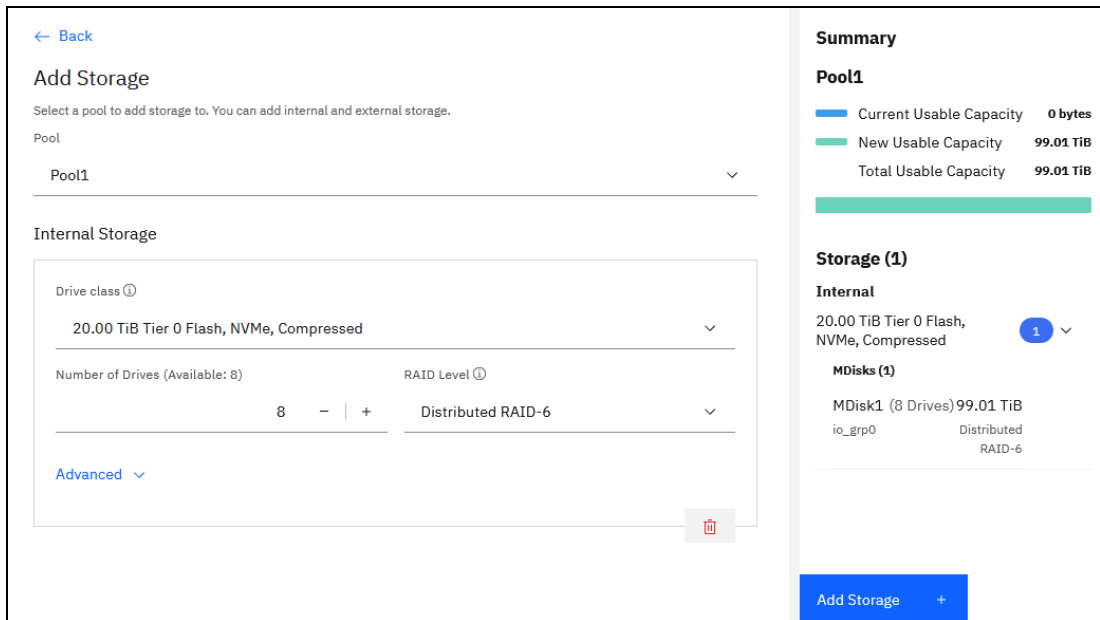 ← Back
Add Storage
Select a pool to add storage to. You can add internal and external storage.
Pool
Pool1
Internal Storage
Drive class
20.00 TiB Tier 0 Flash, NVMe, Compressed
Number of Drives (Available: 8)
RAID Level
8 − | +
Distributed RAID-6
Advanced
Summary
Pool1
Current Usable Capacity 0 bytes
New Usable Capacity 99.01 TiB
Total Usable Capacity 99.01 TiB
Storage (1)
Internal
20.00 TiB Tier 0 Flash,
NVMe, Compressed
1
MDisks (1)
MDisk1 (8 Drives) 99.01 TiB
io_grp0 Distributed
RAID-6
Add Storage +